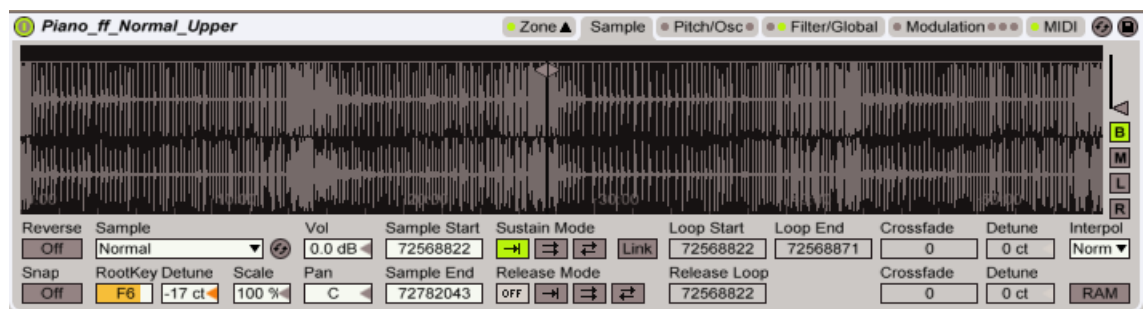 Piano_ff_Normal_Upper Zone Sample Pitch/Osc Filter/Global Modulation MIDI
B
M
L
30:00
R
Reverse Sample Vol Sample Start Sustain Mode Loop Start Loop End Crossfade Detune Interpol
Off Normal 0.0 dB 72568822 Link 72568822 72568871 0 0 ct Norm
Snap RootKey Detune Scale Pan Sample End Release Mode Release Loop Crossfade Detune
Off F6 -17 ct 100 % C 72782043 OFF 72568822 0 0 ct RAM